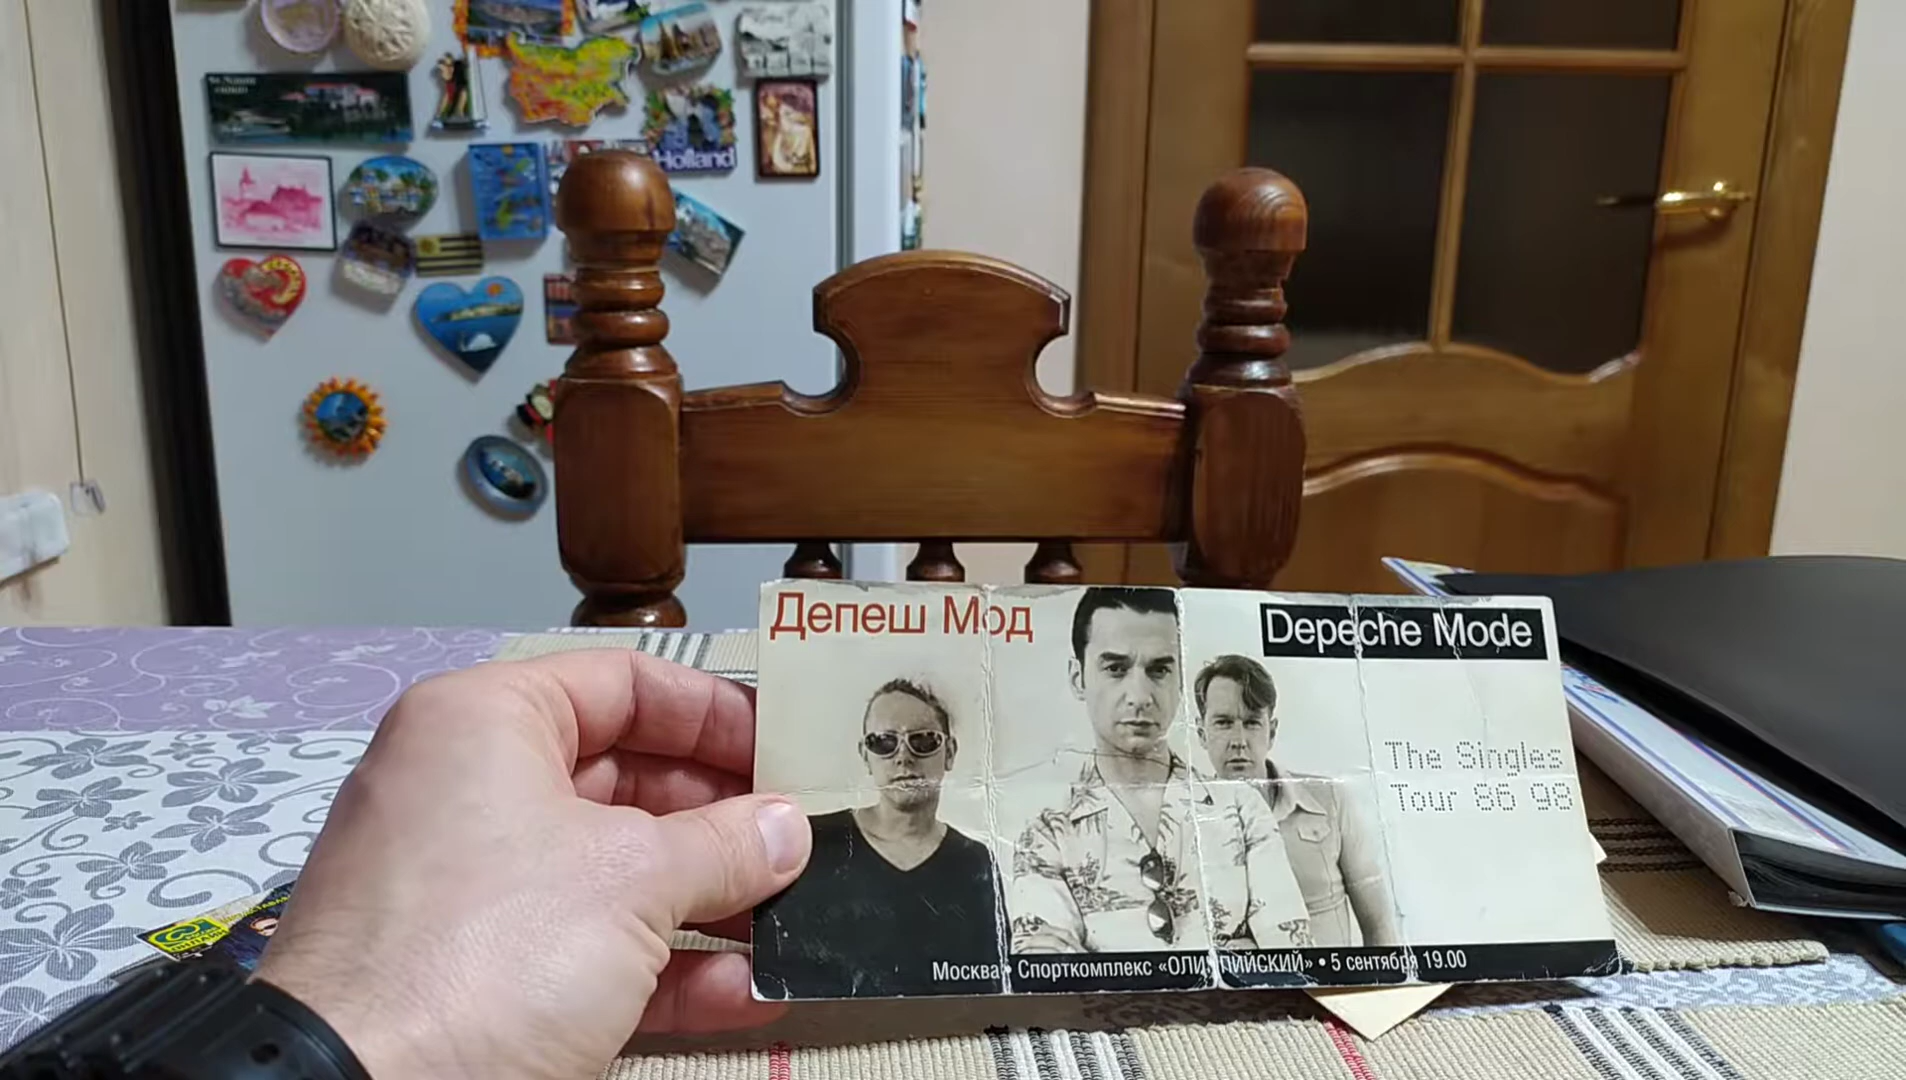 Holland
Депеш Мод
Depeche Mode
The Singles
Tour 86 98
Москва • Спорткомплекс «ОЛИМПИЙСКИЙ» • 5 сентября 19.00